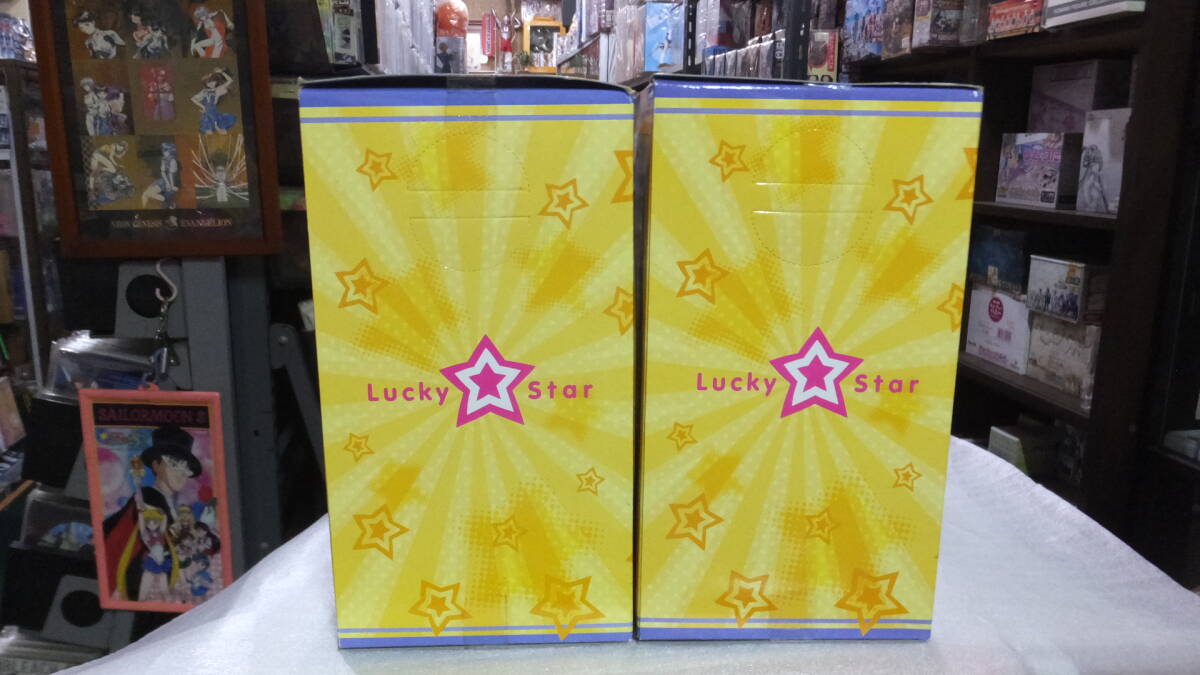 NEON GENESIS EVANGELION
SAILORMOON S
Lucky Star
Lucky Star